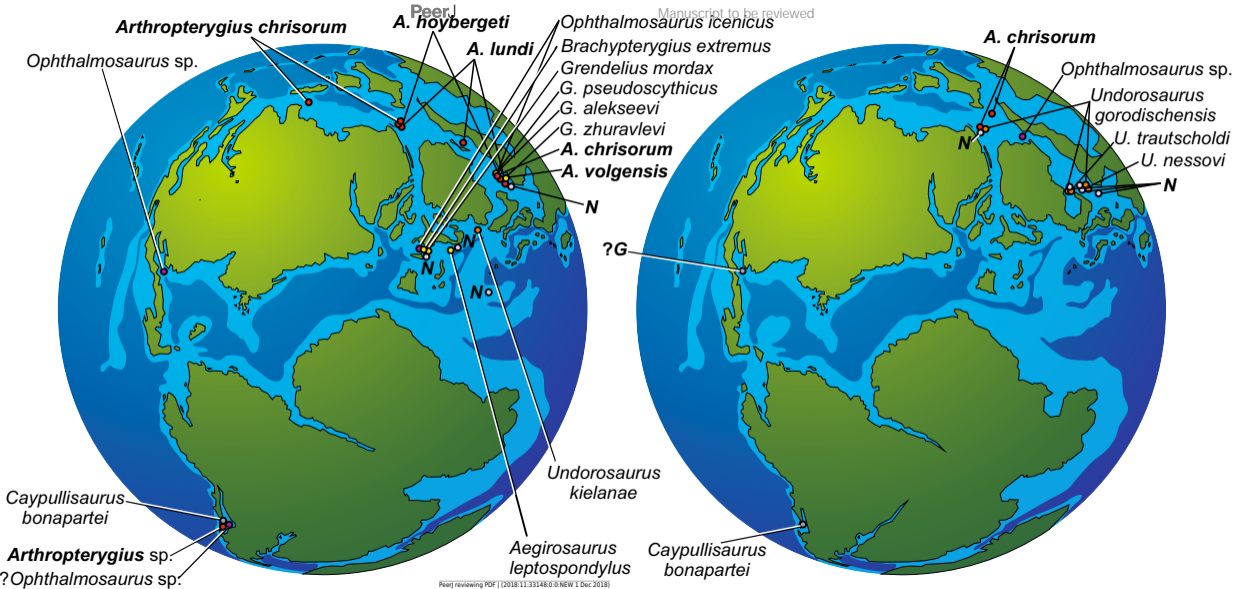 PeerJ
Manuscript to be reviewed
Arthropterygius chrisorum
A. hoybergeti
Ophthalmosaurus icenicus
A. lundi
Brachypterygius extremus
Ophthalmosaurus sp.
Grendelius mordax
G. pseudoscythicus
G. alekseevi
G. zhuravlevi
A. chrisorum
A. volgensis
N
N
N
N
Undorosaurus
kielanae
Caypullisaurus
bonapartei
Arthropterygius sp.
?Ophthalmosaurus sp.
Aegirosaurus
leptospondylus
A. chrisorum
Ophthalmosaurus sp.
Undorosaurus
gorodischensis
N
U. trautscholdi
U. nessovi
N
?G
Caypullisaurus
bonapartei
PeerJ reviewing PDF | (2018:11:33148:0:0:NEW 1 Dec 2018)